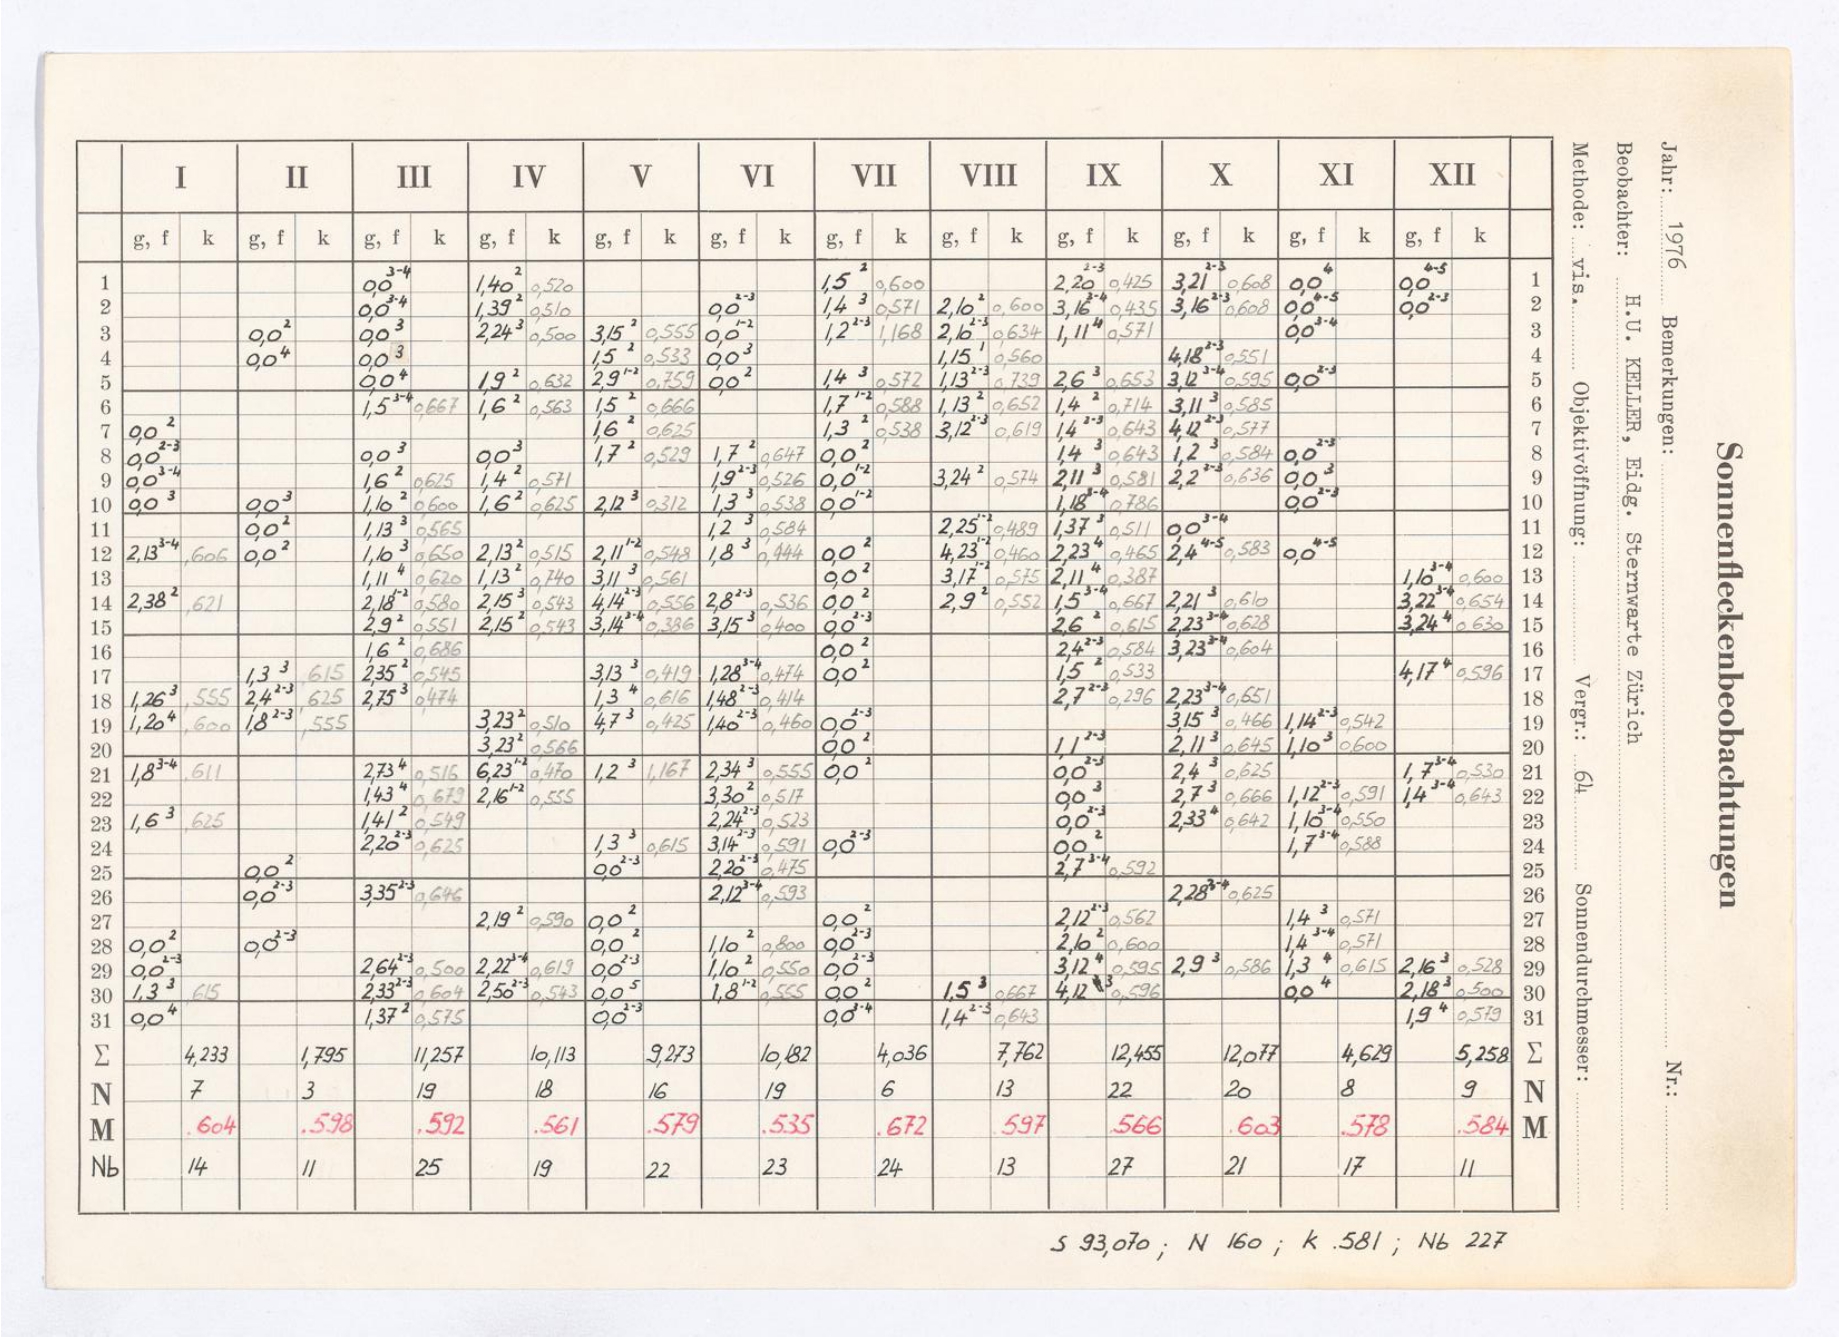 I II III IV V VI VII VIII IX X XI XII
g, f k g, f k g, f k g, f k g, f k g, f k g, f k g, f k g, f k g, f k g, f k g, f k
1 0,0 3-4 1,40 2 0,520 1,5 2 0,600 2,20 2-3 0,425 3,21 2-3 0,608 0,0 4 0,0 4-5 1
2 0,0 3-4 1,39 2 0,510 0,0 2-3 1,4 3 0,571 2,10 2 0,600 3,16 2-4 0,435 3,16 2-3 0,608 0,0 4-5 0,0 2-3 2
3 0,0 2 0,0 3 2,24 3 0,500 3,15 2 0,555 0,0 1-2 1,2 2-3 1,168 2,10 2-3 0,634 1,11 4 0,571 0,0 3-4 3
4 0,0 4 0,0 3 1,5 2 0,533 0,0 3 1,15 1 0,560 4,18 2-3 0,551 4
5 0,0 4 1,9 2 0,632 2,9 1-2 0,759 0,0 2 1,4 3 0,572 1,13 2-3 0,739 2,6 3 0,653 3,12 3-4 0,595 0,0 2-3 5
6 1,5 3-4 0,667 1,6 2 0,563 1,5 2 0,666 1,7 1-2 0,588 1,13 2 0,652 1,4 2 0,714 3,11 3 0,585 6
7 0,0 2 1,6 2 0,625 1,3 2 0,538 3,12 2-3 0,619 1,4 2-3 0,643 4,12 2-3 0,577 7
8 0,0 2-3 0,0 3 0,0 3 1,7 2 0,529 1,7 2 0,647 0,0 2 1,4 3 0,643 1,2 3 0,584 0,0 2-3 8
9 0,0 3-4 1,6 2 0,625 1,4 2 0,571 1,9 2-3 0,526 0,0 1-2 3,24 2 0,574 2,11 3 0,581 2,2 2-3 0,636 0,0 3 9
10 0,0 3 0,0 3 1,10 2 0,600 1,6 2 0,625 2,12 3 0,312 1,3 3 0,538 0,0 1-2 1,18 3-4 0,786 0,0 2-3 10
11 0,0 2 1,13 3 0,565 1,2 3 0,584 2,25 1-2 0,489 1,37 3 0,511 0,0 3-4 11
12 2,13 3-4 ,606 0,0 2 1,10 3 0,650 2,13 2 0,515 2,11 1-2 0,548 1,8 3 0,444 0,0 2 4,23 1-2 0,460 2,23 4 0,465 2,4 4-5 0,583 0,0 4-5 12
13 1,11 4 0,620 1,13 2 0,740 3,11 3 0,561 0,0 2 3,17 1-2 0,575 2,11 4 0,387 1,10 3-4 0,600 13
14 2,38 2 ,621 2,18 1-2 0,580 2,15 3 0,543 4,14 2-3 0,556 2,8 2-3 0,536 0,0 2 2,9 2 0,552 1,5 3-4 0,667 2,21 3 0,610 3,22 3-4 0,654 14
15 2,9 2 0,551 2,15 2 0,543 3,14 3-4 0,386 3,15 3 0,400 0,0 2-3 2,6 2 0,615 2,23 3-4 0,628 3,24 4 0,630 15
16 1,6 2 0,686 0,0 2 2,4 2-3 0,584 3,23 3-4 0,604 16
17 1,3 3 ,615 2,35 2 0,545 3,13 3 0,419 1,28 3-4 0,474 0,0 2 1,5 2 0,533 4,17 4 0,596 17
18 1,26 3 ,555 2,4 2-3 ,625 2,75 3 0,474 1,3 4 0,616 1,48 2-3 0,414 2,7 2-3 0,296 2,23 3-4 0,651 18
19 1,20 4 ,600 1,8 2-3 ,555 3,23 2 0,510 4,7 3 0,425 1,40 2-3 0,460 0,0 2-3 3,15 3 0,466 1,14 2-3 0,542 19
20 3,23 2 0,566 0,0 2 1,1 2-3 2,11 3 0,645 1,10 3 0,600 20
21 1,8 3-4 ,611 2,73 4 0,516 6,23 1-2 0,470 1,2 3 1,167 2,34 3 0,555 0,0 2 0,0 2-3 2,4 3 0,625 1,7 3-4 0,530 21
22 1,43 4 0,679 2,16 1-2 0,555 3,30 2 0,517 0,0 3 2,7 3 0,666 1,12 2-3 0,591 1,4 3-4 0,643 22
23 1,6 3 ,625 1,41 2 0,549 2,24 2-3 0,523 0,0 2-3 2,33 4 0,642 1,10 3-4 0,550 23
24 2,20 2-3 0,625 1,3 3 0,615 3,14 2-3 0,591 0,0 2-3 0,0 2 1,7 3-4 0,588 24
25 0,0 2 0,0 2-3 2,20 2-3 0,475 2,7 3-4 0,592 25
26 0,0 2-3 3,35 2-3 0,646 2,12 3-4 0,593 2,28 3-4 0,625 26
27 2,19 2 0,590 0,0 2 0,0 2 2,12 2-3 0,562 1,4 3 0,571 27
28 0,0 2 0,0 2-3 0,0 2 1,10 2 0,800 0,0 2-3 2,10 2 0,600 1,4 3-4 0,571 28
29 0,0 2-3 2,64 2-3 0,500 2,22 3-4 0,619 0,0 2-3 1,10 2 0,550 0,0 2-3 3,12 4 0,595 2,9 3 0,586 1,3 4 0,615 2,16 3 0,528 29
30 1,3 3 ,615 2,33 2-3 0,604 2,50 2-3 0,543 0,0 5 1,8 1-2 0,555 0,0 2 1,5 3 0,667 4,12 3 0,596 0,0 4 2,18 3 0,500 30
31 0,0 4 1,37 2 0,575 0,0 2-3 0,0 3-4 1,4 2-3 0,643 1,9 4 0,579 31
Σ 4,233 1,795 11,257 10,113 9,273 10,182 4,036 7,762 12,455 12,077 4,629 5,258 Σ
N 7 3 19 18 16 19 6 13 22 20 8 9 N
M .604 .598 .592 .561 .579 .535 .672 .597 .566 .603 .578 .584 M
Nb 14 11 25 19 22 23 24 13 27 21 17 11
S 93,070 ; N 160 ; k .581 ; Nb 227
Sonnenfleckenbeobachtungen
Jahr: 1976 Bemerkungen: Nr.:
Beobachter: H.U. KELLER, Eidg. Sternwarte Zürich
Methode: vis. Objektivöffnung: Vergr.: 64 Sonnendurchmesser: